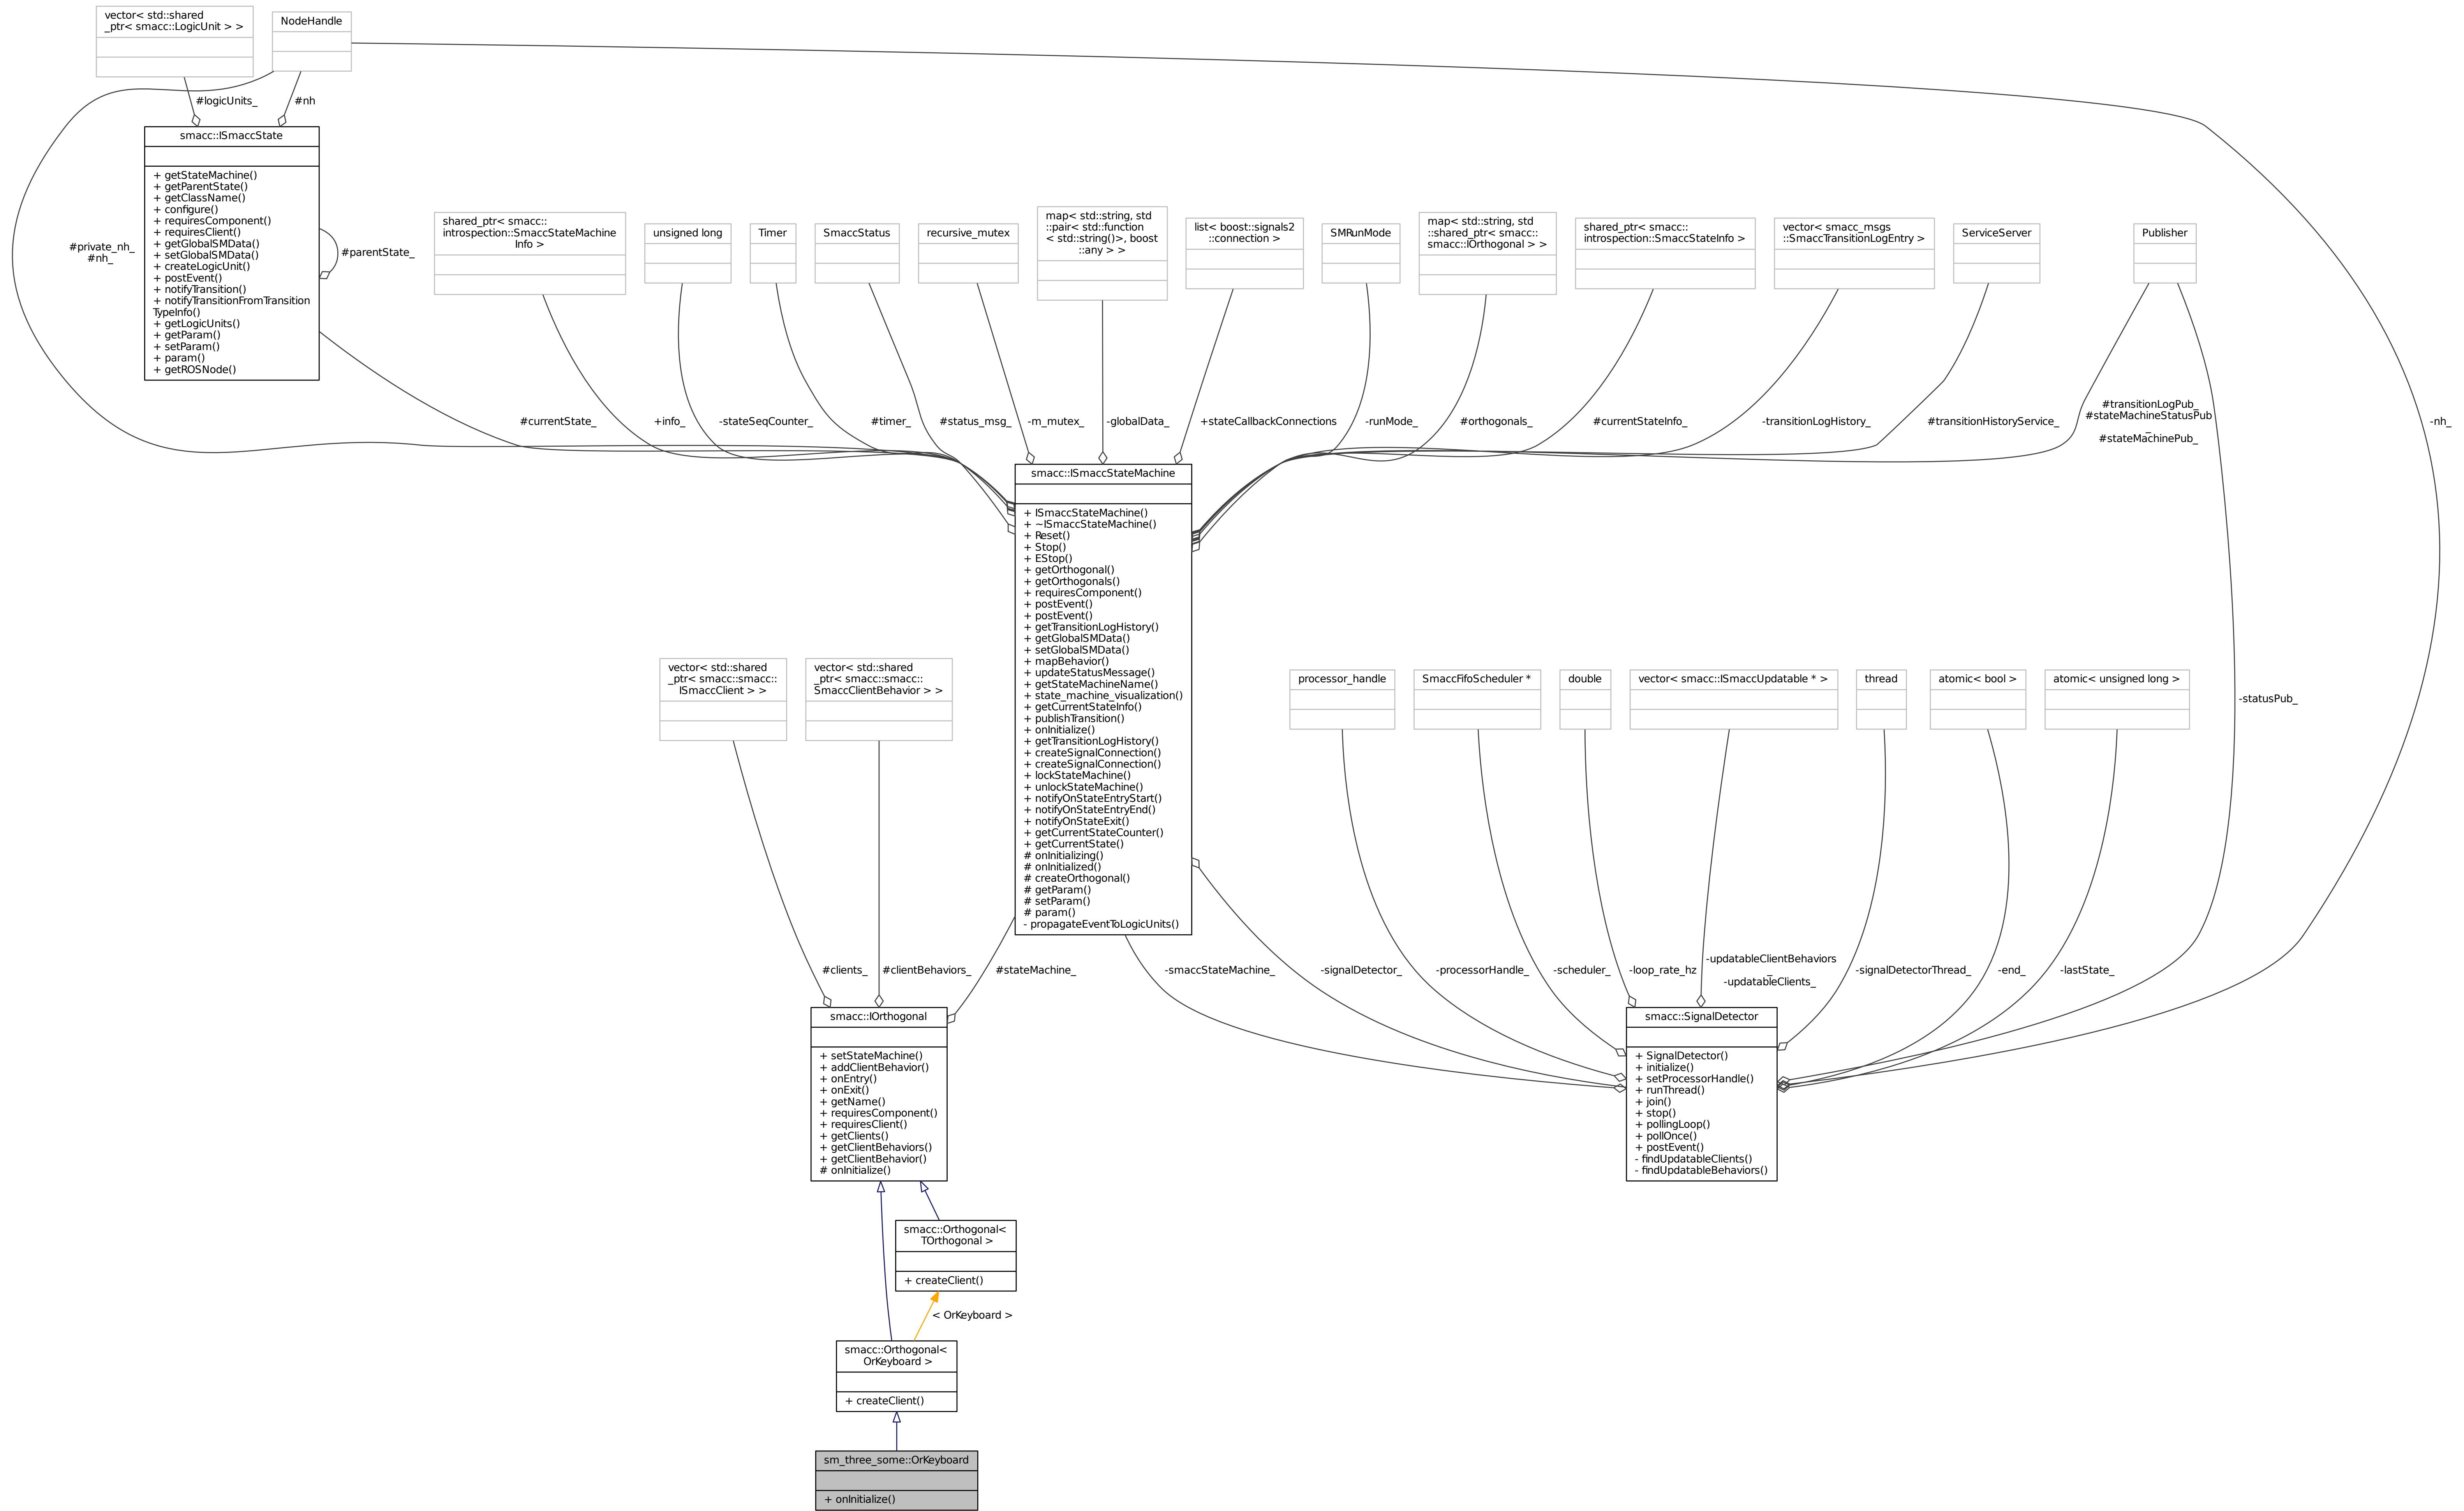 vector< std::shared
_ptr< smacc::LogicUnit > >
NodeHandle
#logicUnits_
#nh
smacc::ISmaccState
+ getStateMachine()
+ getParentState()
+ getClassName()
+ configure()
+ requiresComponent()
+ requiresClient()
+ getGlobalSMData()
+ setGlobalSMData()
+ createLogicUnit()
+ postEvent()
+ notifyTransition()
+ notifyTransitionFromTransition
TypeInfo()
+ getLogicUnits()
+ getParam()
+ setParam()
+ param()
+ getROSNode()
#parentState_
#private_nh_
#nh_
shared_ptr< smacc::
introspection::SmaccStateMachine
Info >
unsigned long
Timer
SmaccStatus
recursive_mutex
map< std::string, std
::pair< std::function
< std::string()>, boost
::any > >
list< boost::signals2
::connection >
SMRunMode
map< std::string, std
::shared_ptr< smacc::
smacc::IOrthogonal > >
shared_ptr< smacc::
introspection::SmaccStateInfo >
vector< smacc_msgs
::SmaccTransitionLogEntry >
ServiceServer
Publisher
#currentState_
+info_
-stateSeqCounter_
#timer_
#status_msg_
-m_mutex_
-globalData_
+stateCallbackConnections
-runMode_
#orthogonals_
#currentStateInfo_
-transitionLogHistory_
#transitionHistoryService_
#transitionLogPub_
#stateMachineStatusPub
_
#stateMachinePub_
-nh_
smacc::ISmaccStateMachine
+ ISmaccStateMachine()
+ ~ISmaccStateMachine()
+ Reset()
+ Stop()
+ EStop()
+ getOrthogonal()
+ getOrthogonals()
+ requiresComponent()
+ postEvent()
+ postEvent()
+ getTransitionLogHistory()
+ getGlobalSMData()
+ setGlobalSMData()
+ mapBehavior()
+ updateStatusMessage()
+ getStateMachineName()
+ state_machine_visualization()
+ getCurrentStateInfo()
+ publishTransition()
+ onInitialize()
+ getTransitionLogHistory()
+ createSignalConnection()
+ createSignalConnection()
+ lockStateMachine()
+ unlockStateMachine()
+ notifyOnStateEntryStart()
+ notifyOnStateEntryEnd()
+ notifyOnStateExit()
+ getCurrentStateCounter()
+ getCurrentState()
# onInitializing()
# onInitialized()
# createOrthogonal()
# getParam()
# setParam()
# param()
- propagateEventToLogicUnits()
vector< std::shared
_ptr< smacc::smacc::
ISmaccClient > >
vector< std::shared
_ptr< smacc::smacc::
SmaccClientBehavior > >
processor_handle
SmaccFifoScheduler *
double
vector< smacc::ISmaccUpdatable * >
thread
atomic< bool >
atomic< unsigned long >
-statusPub_
#clients_
#clientBehaviors_
#stateMachine_
-smaccStateMachine_
-signalDetector_
-processorHandle_
-scheduler_
-loop_rate_hz
-updatableClientBehaviors
_
-updatableClients_
-signalDetectorThread_
-end_
-lastState_
smacc::IOrthogonal
+ setStateMachine()
+ addClientBehavior()
+ onEntry()
+ onExit()
+ getName()
+ requiresComponent()
+ requiresClient()
+ getClients()
+ getClientBehaviors()
+ getClientBehavior()
# onInitialize()
smacc::SignalDetector
+ SignalDetector()
+ initialize()
+ setProcessorHandle()
+ runThread()
+ join()
+ stop()
+ pollingLoop()
+ pollOnce()
+ postEvent()
- findUpdatableClients()
- findUpdatableBehaviors()
smacc::Orthogonal<
TOrthogonal >
+ createClient()
< OrKeyboard >
smacc::Orthogonal<
OrKeyboard >
+ createClient()
sm_three_some::OrKeyboard
+ onInitialize()